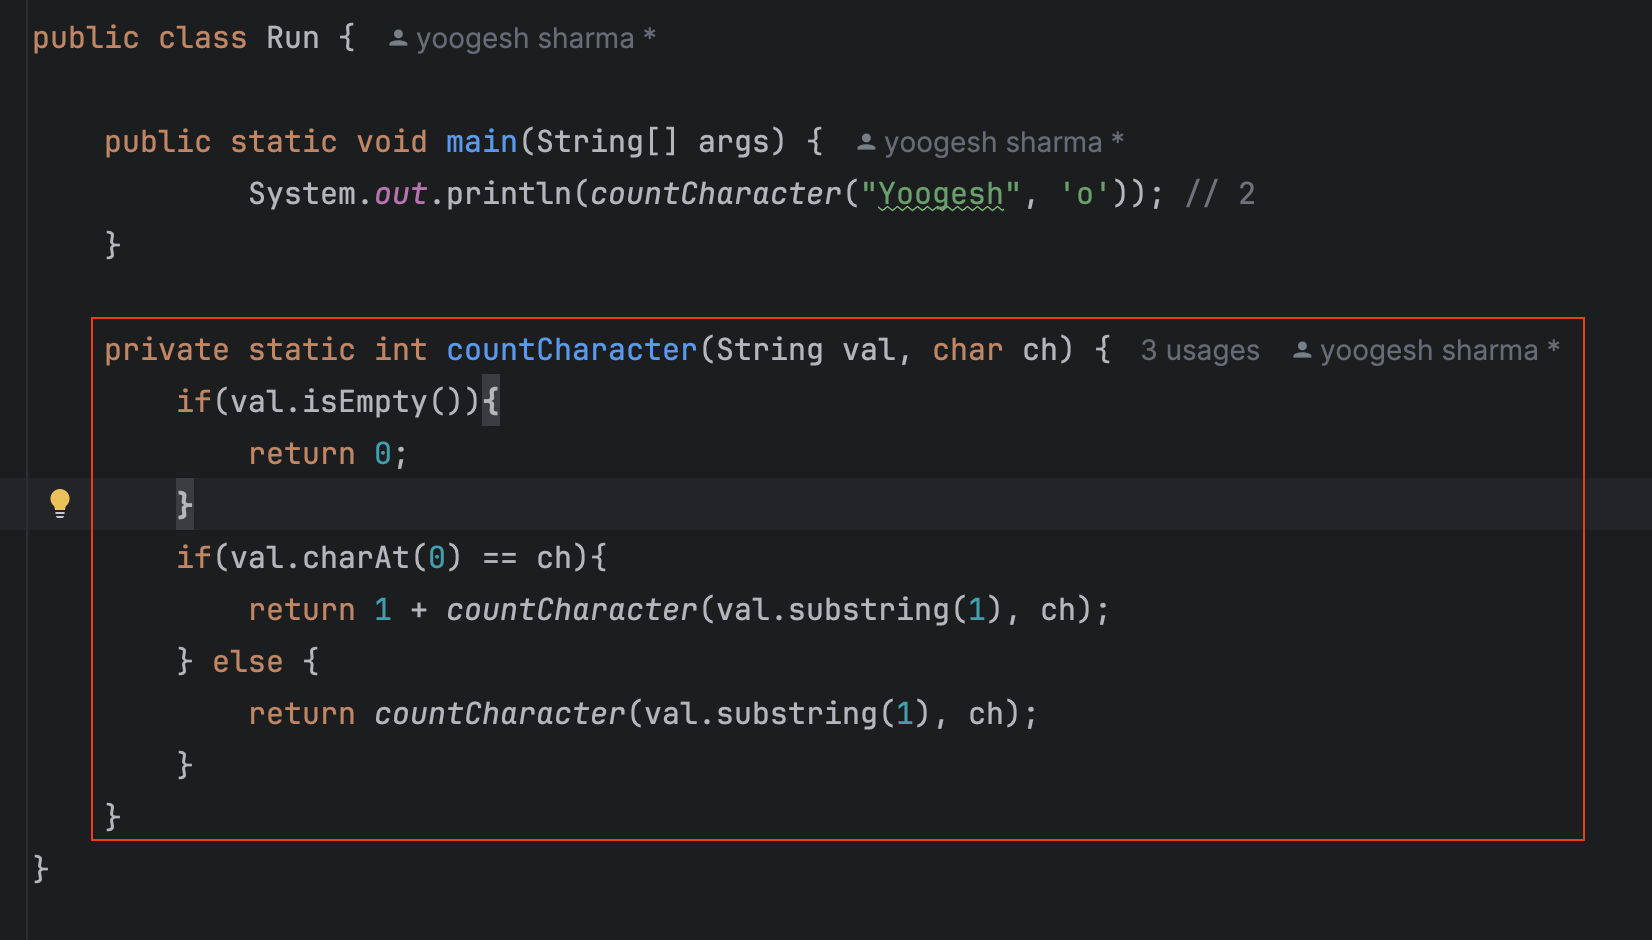 public class Run { yoogesh sharma *
public static void main(String[] args) { yoogesh sharma *
System.out.println(countCharacter("Yoogesh", 'o')); // 2
}
private static int countCharacter(String val, char ch) { 3 usages yoogesh sharma *
if(val.isEmpty()){
return 0;
}
if(val.charAt(0) == ch){
return 1 + countCharacter(val.substring(1), ch);
} else {
return countCharacter(val.substring(1), ch);
}
}
}